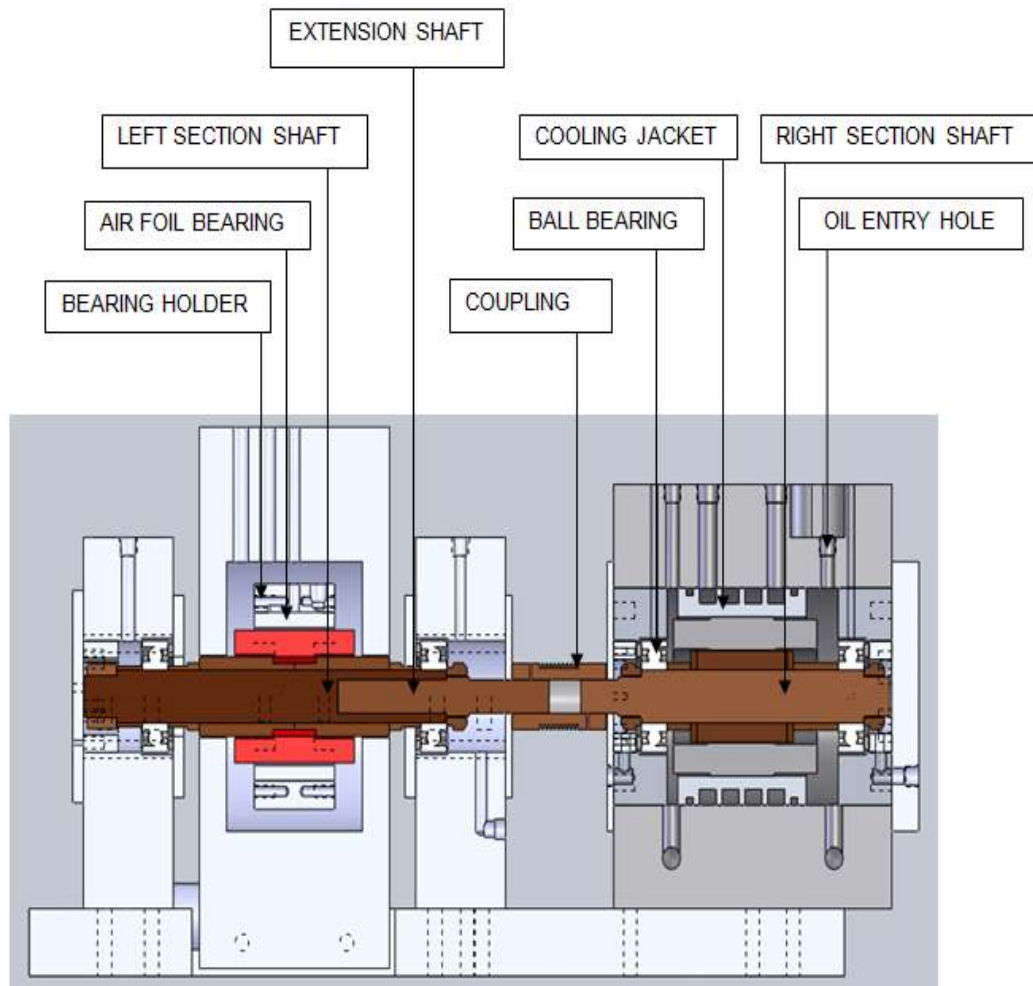 EXTENSION SHAFT
LEFT SECTION SHAFT
COOLING JACKET
RIGHT SECTION SHAFT
AIR FOIL BEARING
BALL BEARING
OIL ENTRY HOLE
BEARING HOLDER
COUPLING